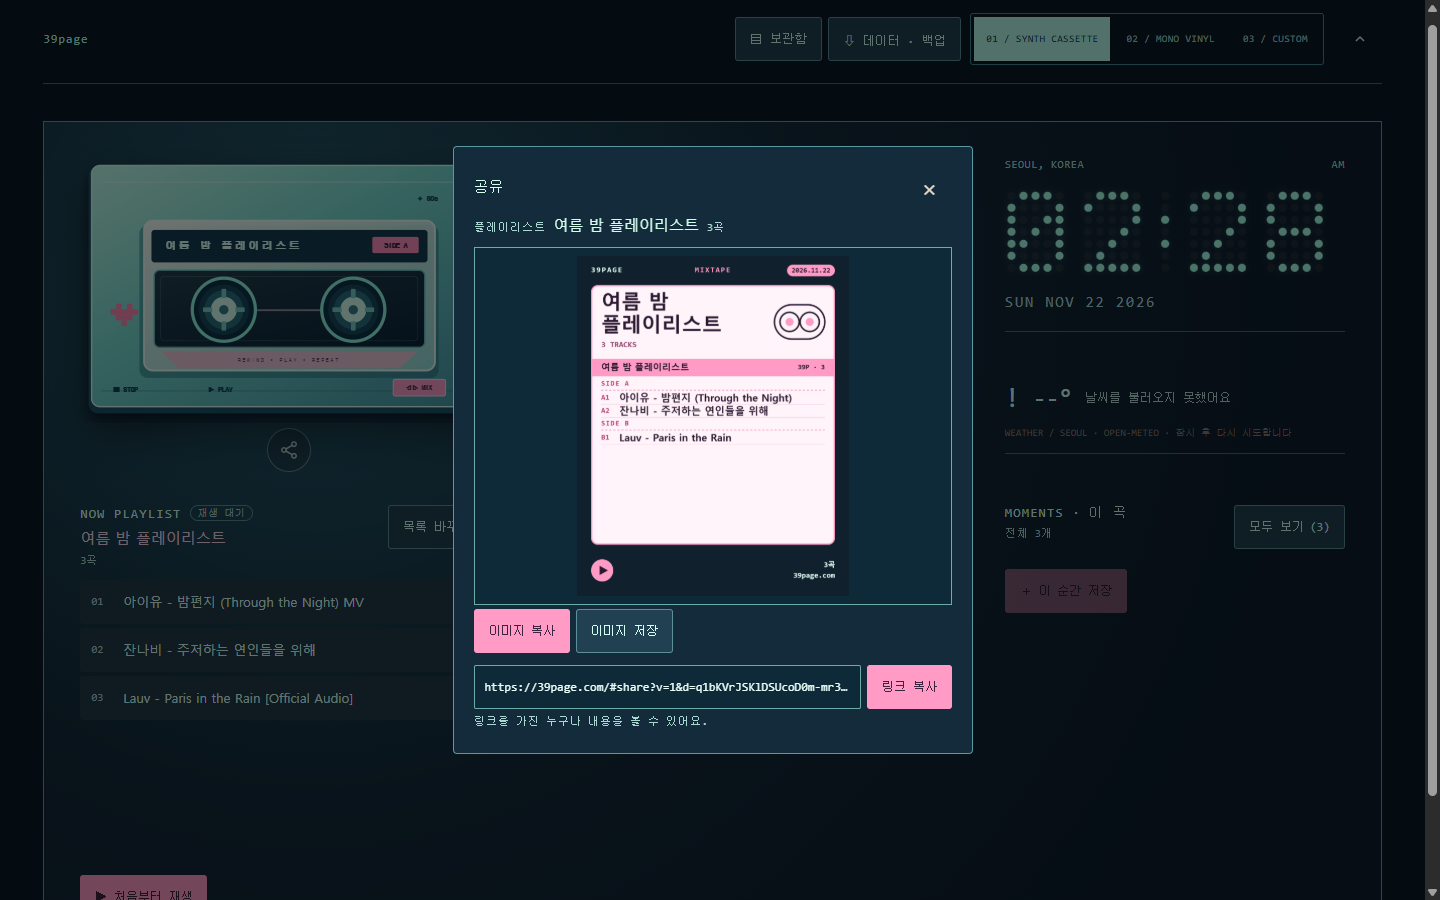 39page
보관함
데이터 · 백업
01 / SYNTH CASSETTE
02 / MONO VINYL
03 / CUSTOM
여름 밤 플레이리스트
SIDE A
REWIND • PLAY • REPEAT
STOP
PLAY
MIX
NOW PLAYLIST
재생 대기
여름 밤 플레이리스트
3곡
01 아이유 - 밤편지 (Through the Night) MV
02 잔나비 - 주저하는 연인들을 위해
03 Lauv - Paris in the Rain [Official Audio]
처음부터 재생
공유
플레이리스트 여름 밤 플레이리스트 3곡
39PAGE
MIXTAPE
2026.11.22
여름 밤
플레이리스트
3 TRACKS
여름 밤 플레이리스트
39P · 3
SIDE A
A1 아이유 - 밤편지 (Through the Night)
A2 잔나비 - 주저하는 연인들을 위해
SIDE B
B1 Lauv - Paris in the Rain
3곡
39page.com
이미지 복사
이미지 저장
https://39page.com/#share?v=1&d=q1bKVrJSKlDSUcoD0m-mr3…
링크 복사
링크를 가진 누구나 내용을 볼 수 있어요.
SEOUL, KOREA
AM
02:28
SUN NOV 22 2026
! --° 날씨를 불러오지 못했어요
WEATHER / SEOUL · OPEN-METEO · 잠시 후 다시 시도합니다
MOMENTS · 이 곡
전체 3개
모두 보기 (3)
+ 이 순간 저장